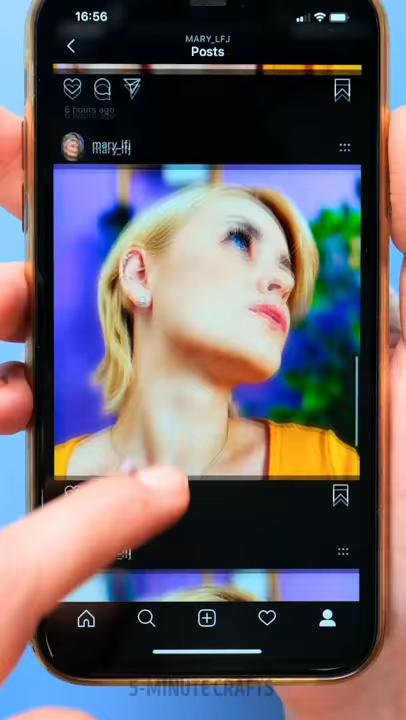 16:56
MARY_LFJ
Posts
6 hours ago
mary_lfj
5-MINUTE CRAFTS